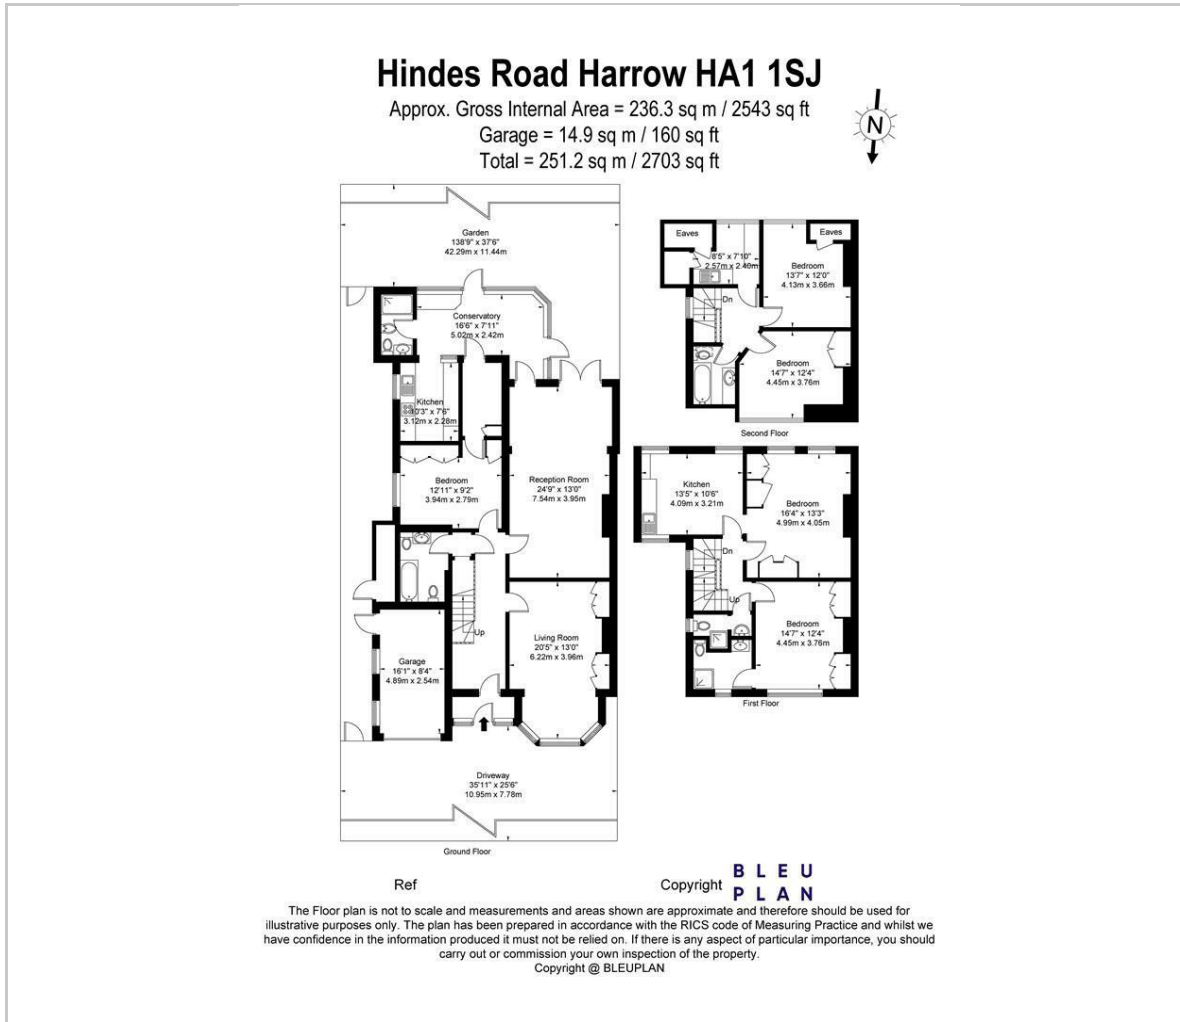 Hindes Road Harrow HA1 1SJ
Approx. Gross Internal Area = 236.3 sq m / 2543 sq ft
Garage = 14.9 sq m / 160 sq ft
Total = 251.2 sq m / 2703 sq ft
N
Garden
138'9" x 37'6"
42.29m x 11.44m
Conservatory
16'6" x 7'11"
5.02m x 2.42m
Kitchen
10'3" x 7'6"
3.12m x 2.28m
Bedroom
12'11" x 9'2"
3.94m x 2.79m
Reception Room
24'9" x 13'0"
7.54m x 3.95m
Up
Living Room
20'5" x 13'0"
6.22m x 3.96m
Garage
16'1" x 8'4"
4.89m x 2.54m
Driveway
35'11" x 25'6"
10.95m x 7.78m
Ground Floor
Eaves
Eaves
8'5" x 7'10"
2.57m x 2.40m
Bedroom
13'7" x 12'0"
4.13m x 3.66m
Dn
Bedroom
14'7" x 12'4"
4.45m x 3.76m
Second Floor
Kitchen
13'5" x 10'6"
4.09m x 3.21m
Bedroom
16'4" x 13'3"
4.99m x 4.05m
Dn
Up
Bedroom
14'7" x 12'4"
4.45m x 3.76m
First Floor
Ref
Copyright
BLEU
PLAN
The Floor plan is not to scale and measurements and areas shown are approximate and therefore should be used for
illustrative purposes only. The plan has been prepared in accordance with the RICS code of Measuring Practice and whilst we
have confidence in the information produced it must not be relied on. If there is any aspect of particular importance, you should
carry out or commission your own inspection of the property.
Copyright @ BLEUPLAN